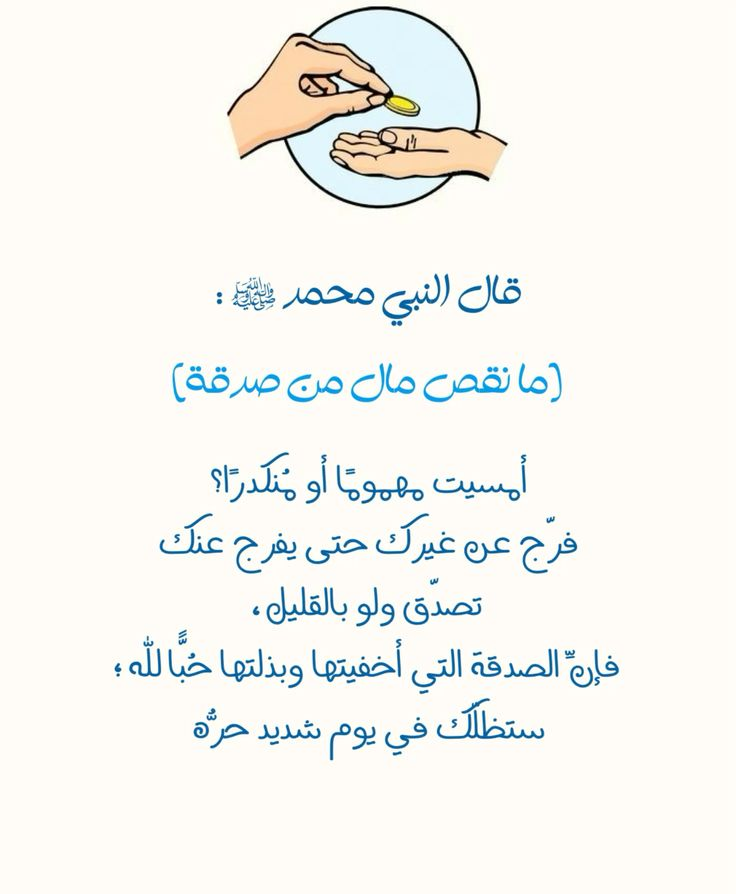 قال النبي محمد ﷺ :
(ما نقص مال من صدقة)
أمسيت مهمومًا أو مُنكدرًا؟
فرّج عن غيرك حتى يفرج عنك
تصدّق ولو بالقليل،
فإنِّ الصدقة التي أخفيتها وبذلتها حُبًّا لله ؛
ستظلّك في يوم شديد حرُّه